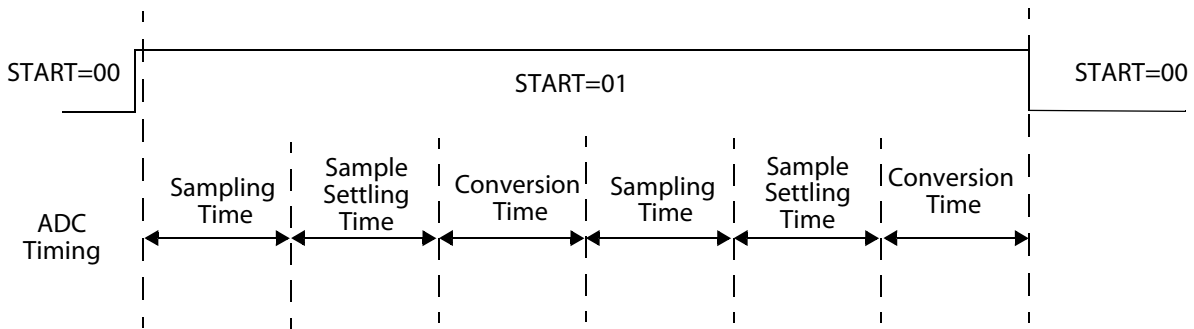 START=00
START=01
START=00
ADC
Timing
Sampling
Time
Sample
Settling
Time
Conversion
Time
Sampling
Time
Sample
Settling
Time
Conversion
Time